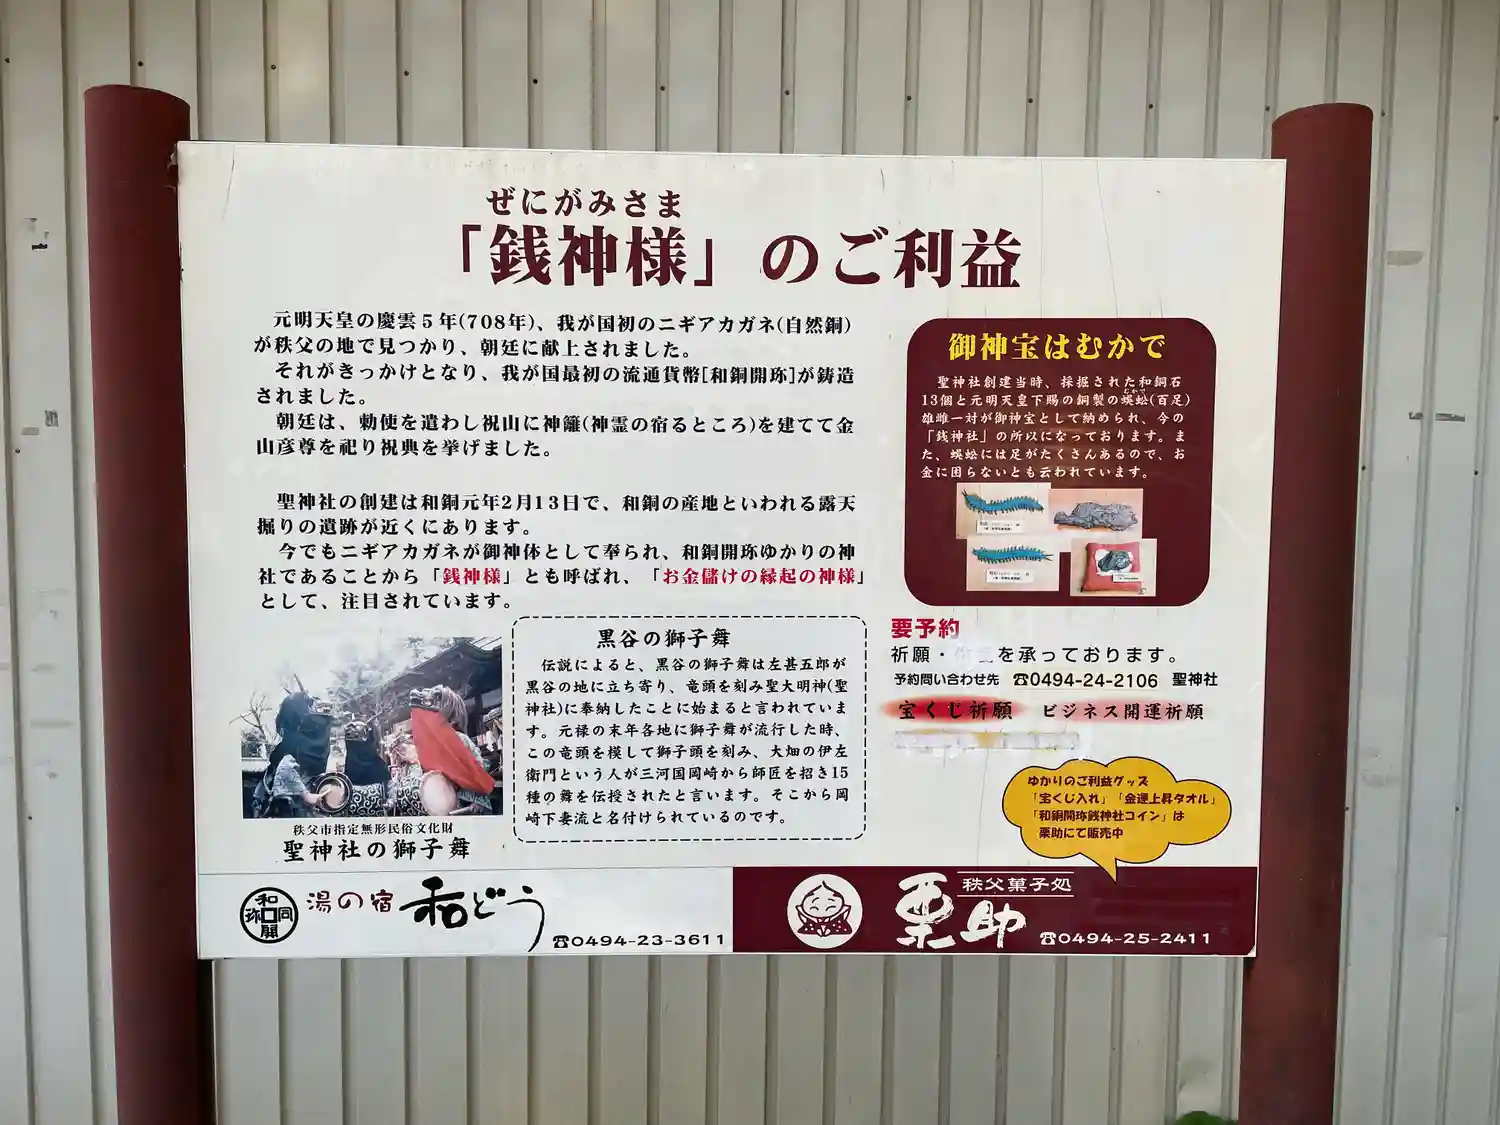 ぜにがみさま
「銭神様」のご利益
元明天皇の慶雲5年(708年)、我が国初のニギアカガネ(自然銅)
が秩父の地で見つかり、朝廷に献上されました。
それがきっかけとなり、我が国最初の流通貨幣[和銅開珎]が鋳造
されました。
朝廷は、勅使を遣わし祝山に神籬(神霊の宿るところ)を建てて金
山彦尊を祀り祝典を挙げました。
聖神社の創建は和銅元年2月13日で、和銅の産地といわれる露天
掘りの遺跡が近くにあります。
今でもニギアカガネが御神体として奉られ、和銅開珎ゆかりの神
社であることから「銭神様」とも呼ばれ、「お金儲けの縁起の神様」
として、注目されています。
秩父市指定無形民俗文化財
聖神社の獅子舞
黒谷の獅子舞
伝説によると、黒谷の獅子舞は左甚五郎が
黒谷の地に立ち寄り、竜頭を刻み聖大明神(聖
神社)に奉納したことに始まると言われていま
す。元禄の末年各地に獅子舞が流行した時、
この竜頭を模して獅子頭を刻み、大畑の伊左
衛門という人が三河国岡崎から師匠を招き15
種の舞を伝授されたと言います。そこから岡
崎下妻流と名付けられているのです。
御神宝はむかで
聖神社創建当時、採掘された和銅石
むかで
13個と元明天皇下賜の銅製の蜈蚣(百足)
雄雌一対が御神宝として納められ、今の
「銭神社」の所以になっております。ま
た、蜈蚣には足がたくさんあるので、お
金に困らないとも云われています。
要予約
祈願・を承っております。
予約問い合わせ先 ☎0494-24-2106 聖神社
宝くじ祈願 ビジネス開運祈願
ゆかりのご利益グッズ
「宝くじ入れ」「金運上昇タオル」
「和銅開珎銭神社コイン」は
栗助にて販売中
和同開珎
湯の宿 和どう
☎0494-23-3611
秩父菓子処
栗助
☎0494-25-2411